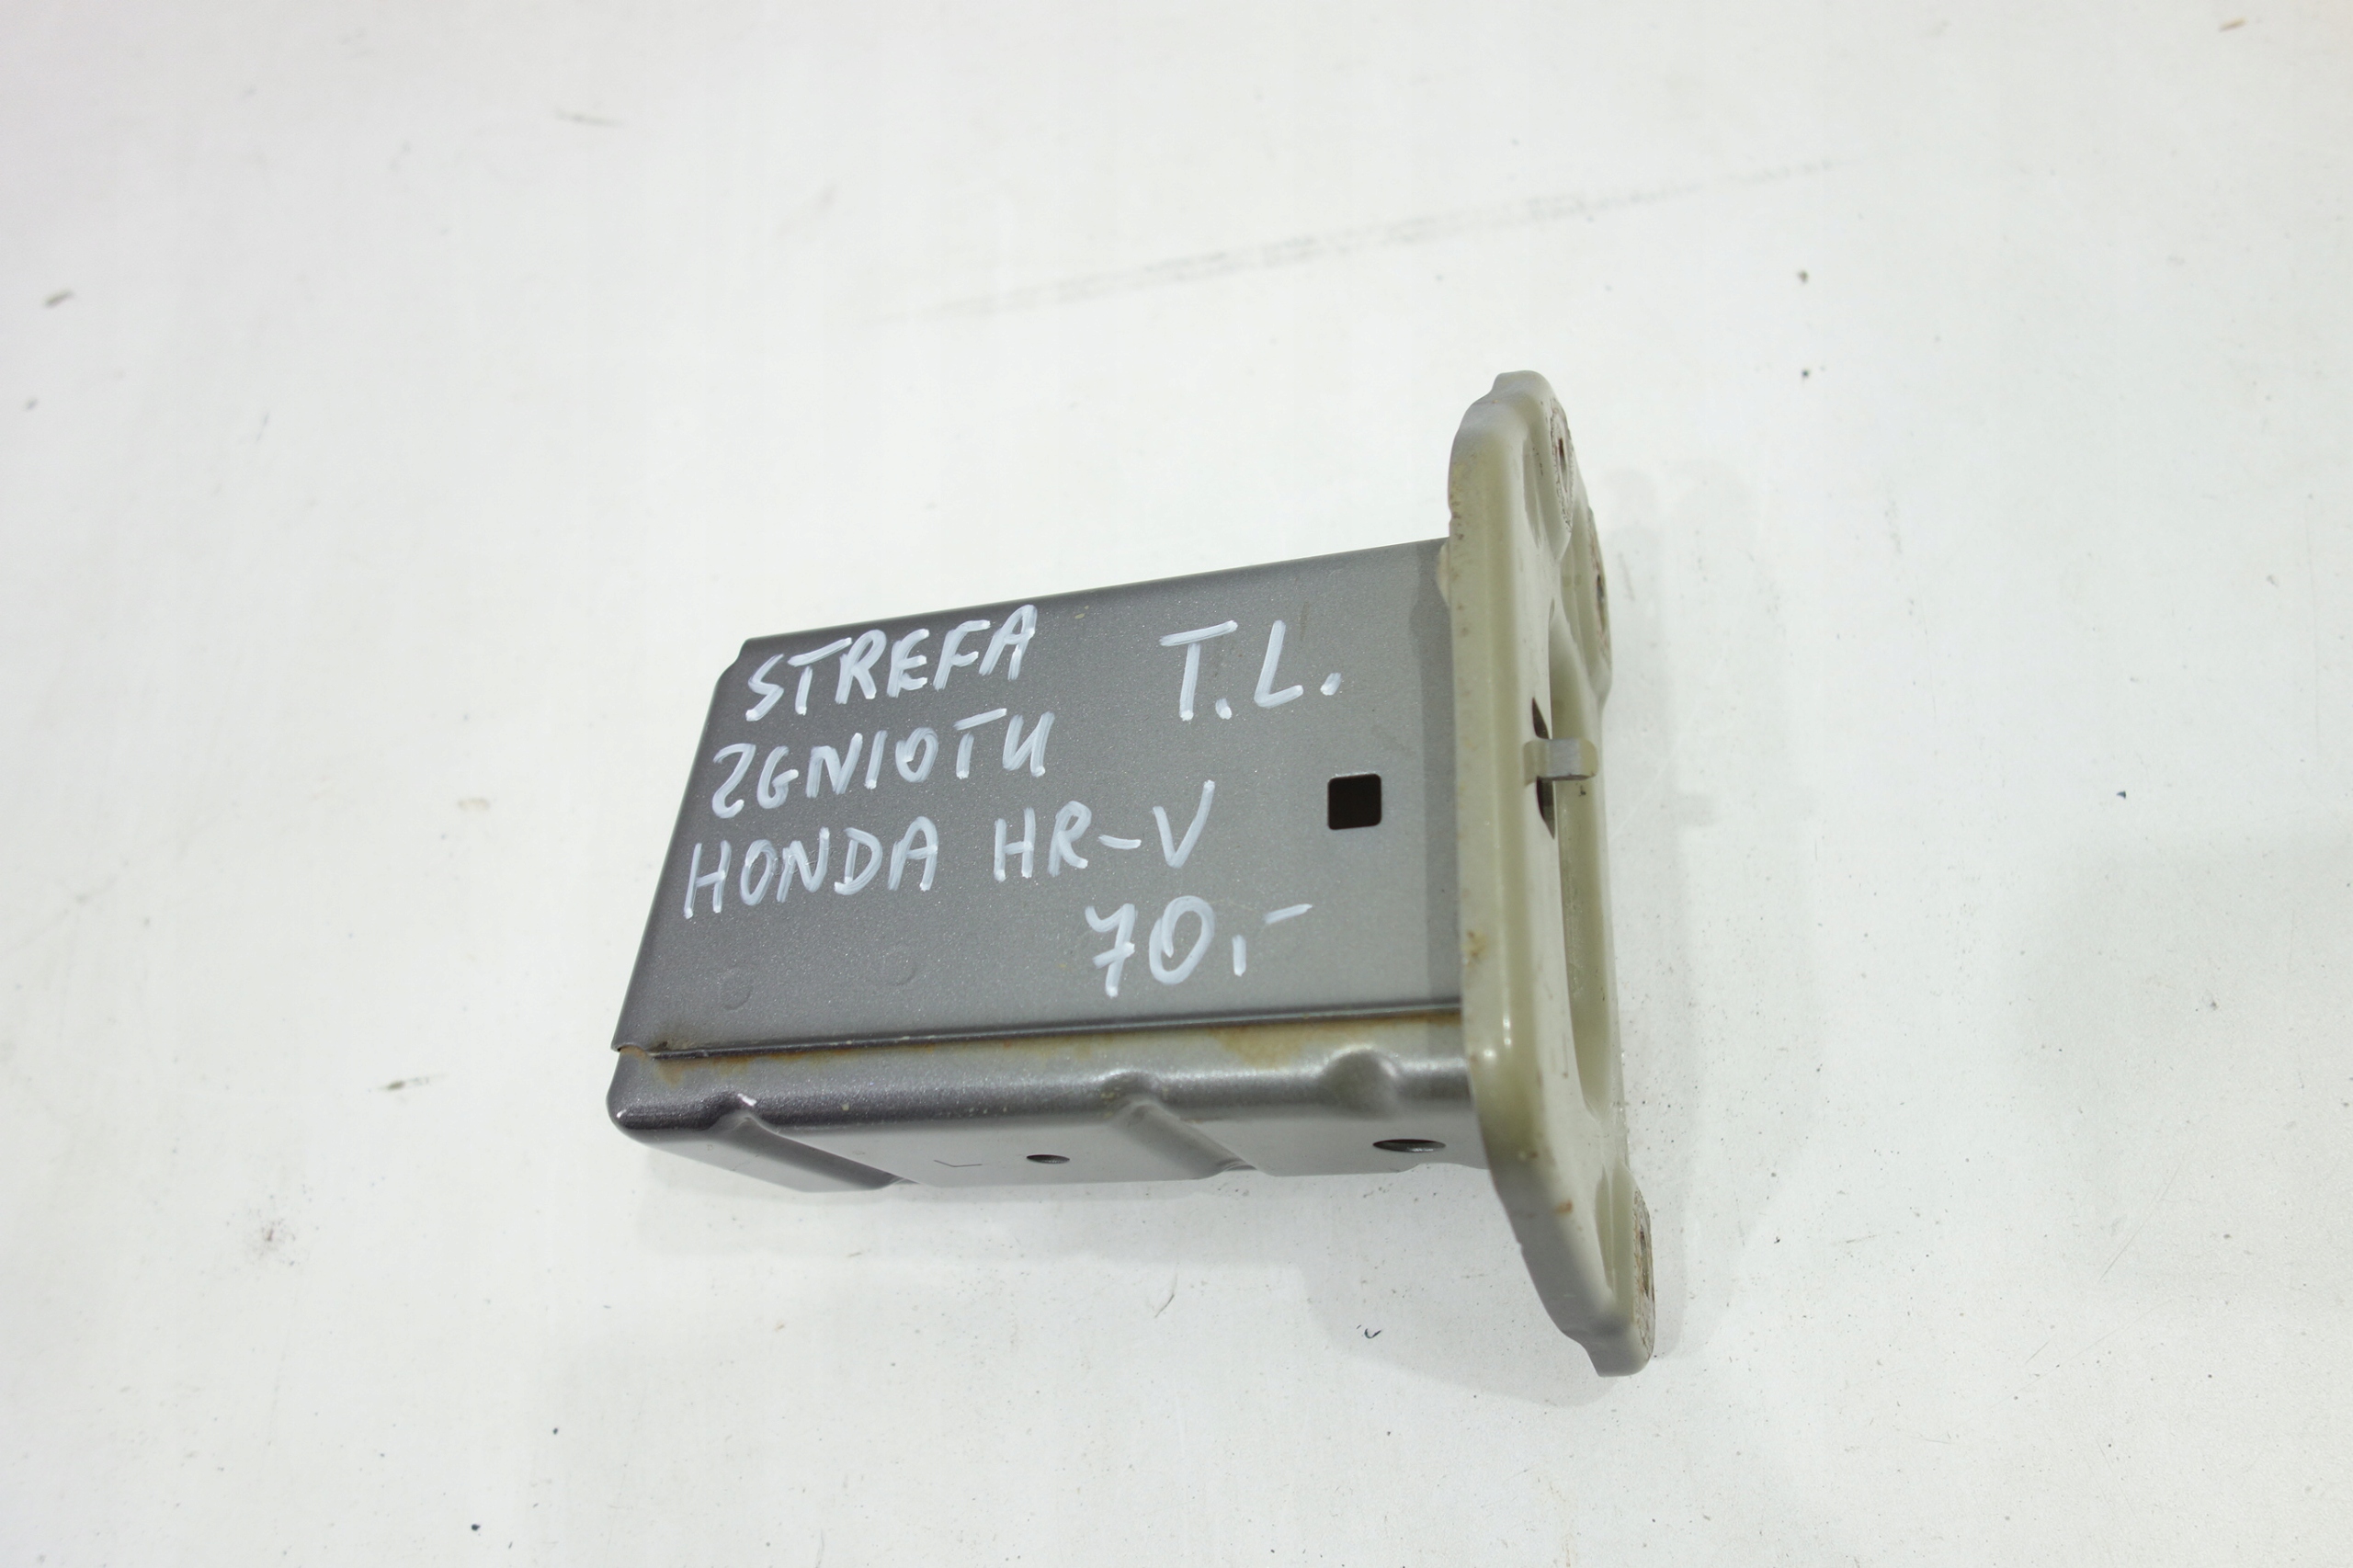 STREFA T.L.
ZGNIOTU
HONDA HR-V
70,-